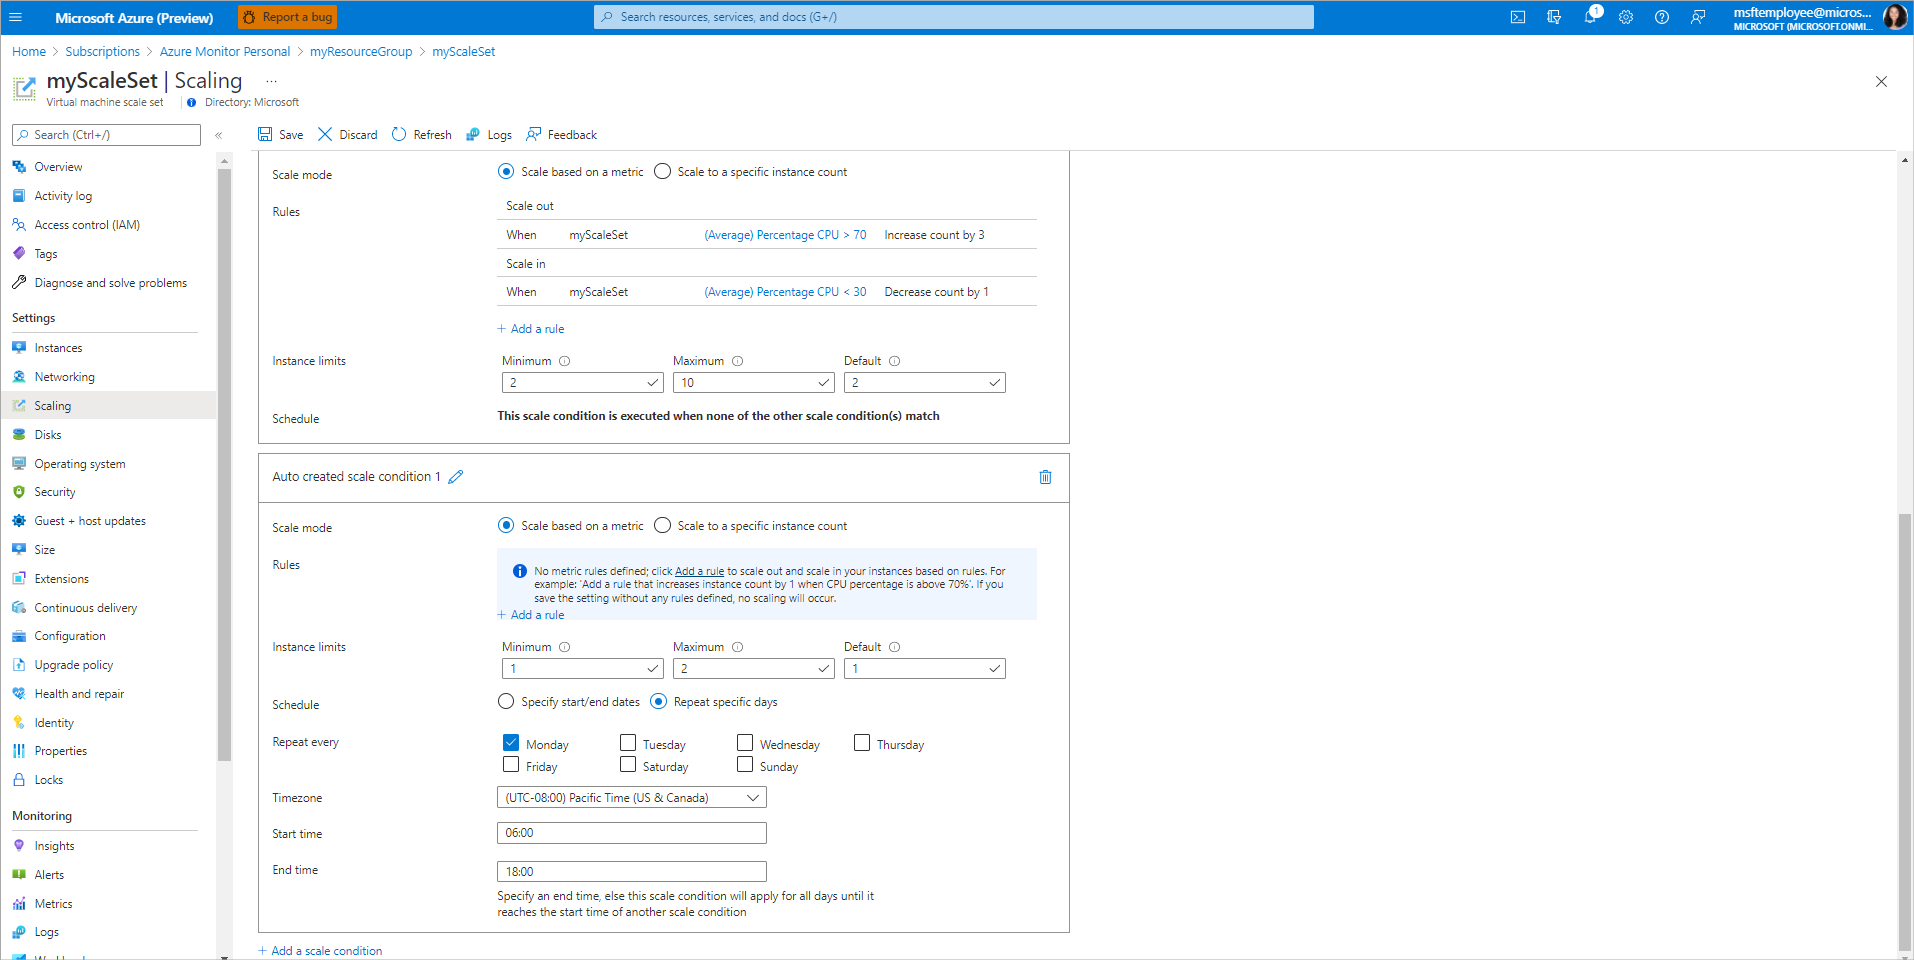 Microsoft Azure (Preview)
Report a bug
Search resources, services, and docs (G+/)
1
msftemployee@micros...
MICROSOFT (MICROSOFT.ONMI...
Home > Subscriptions > Azure Monitor Personal > myResourceGroup > myScaleSet
myScaleSet | Scaling ...
Virtual machine scale set
Directory: Microsoft
Search (Ctrl+/)
«
Overview
Activity log
Access control (IAM)
Tags
Diagnose and solve problems
Settings
Instances
Networking
Scaling
Disks
Operating system
Security
Guest + host updates
Size
Extensions
Continuous delivery
Configuration
Upgrade policy
Health and repair
Identity
Properties
Locks
Monitoring
Insights
Alerts
Metrics
Logs
Save Discard Refresh Logs Feedback
Scale mode
Scale based on a metric Scale to a specific instance count
Rules
Scale out
When myScaleSet (Average) Percentage CPU > 70 Increase count by 3
Scale in
When myScaleSet (Average) Percentage CPU < 30 Decrease count by 1
+ Add a rule
Instance limits
Minimum Maximum Default
2 10 2
Schedule
This scale condition is executed when none of the other scale condition(s) match
Auto created scale condition 1
Scale mode
Scale based on a metric Scale to a specific instance count
Rules
No metric rules defined; click Add a rule to scale out and scale in your instances based on rules. For
example: 'Add a rule that increases instance count by 1 when CPU percentage is above 70%'. If you
save the setting without any rules defined, no scaling will occur.
+ Add a rule
Instance limits
Minimum Maximum Default
1 2 1
Schedule
Specify start/end dates Repeat specific days
Repeat every
Monday Tuesday Wednesday Thursday
Friday Saturday Sunday
Timezone
(UTC-08:00) Pacific Time (US & Canada)
Start time
06:00
End time
18:00
Specify an end time, else this scale condition will apply for all days until it
reaches the start time of another scale condition
+ Add a scale condition